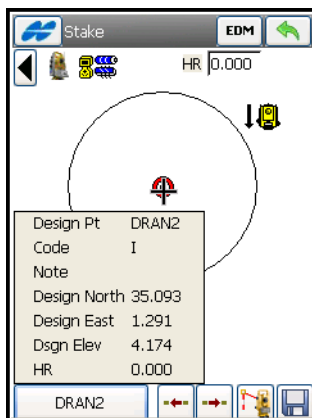 Stake EDM
HR 0.000
Design Pt DRAN2
Code I
Note
Design North 35.093
Design East 1.291
Dsgn Elev 4.174
HR 0.000
DRAN2